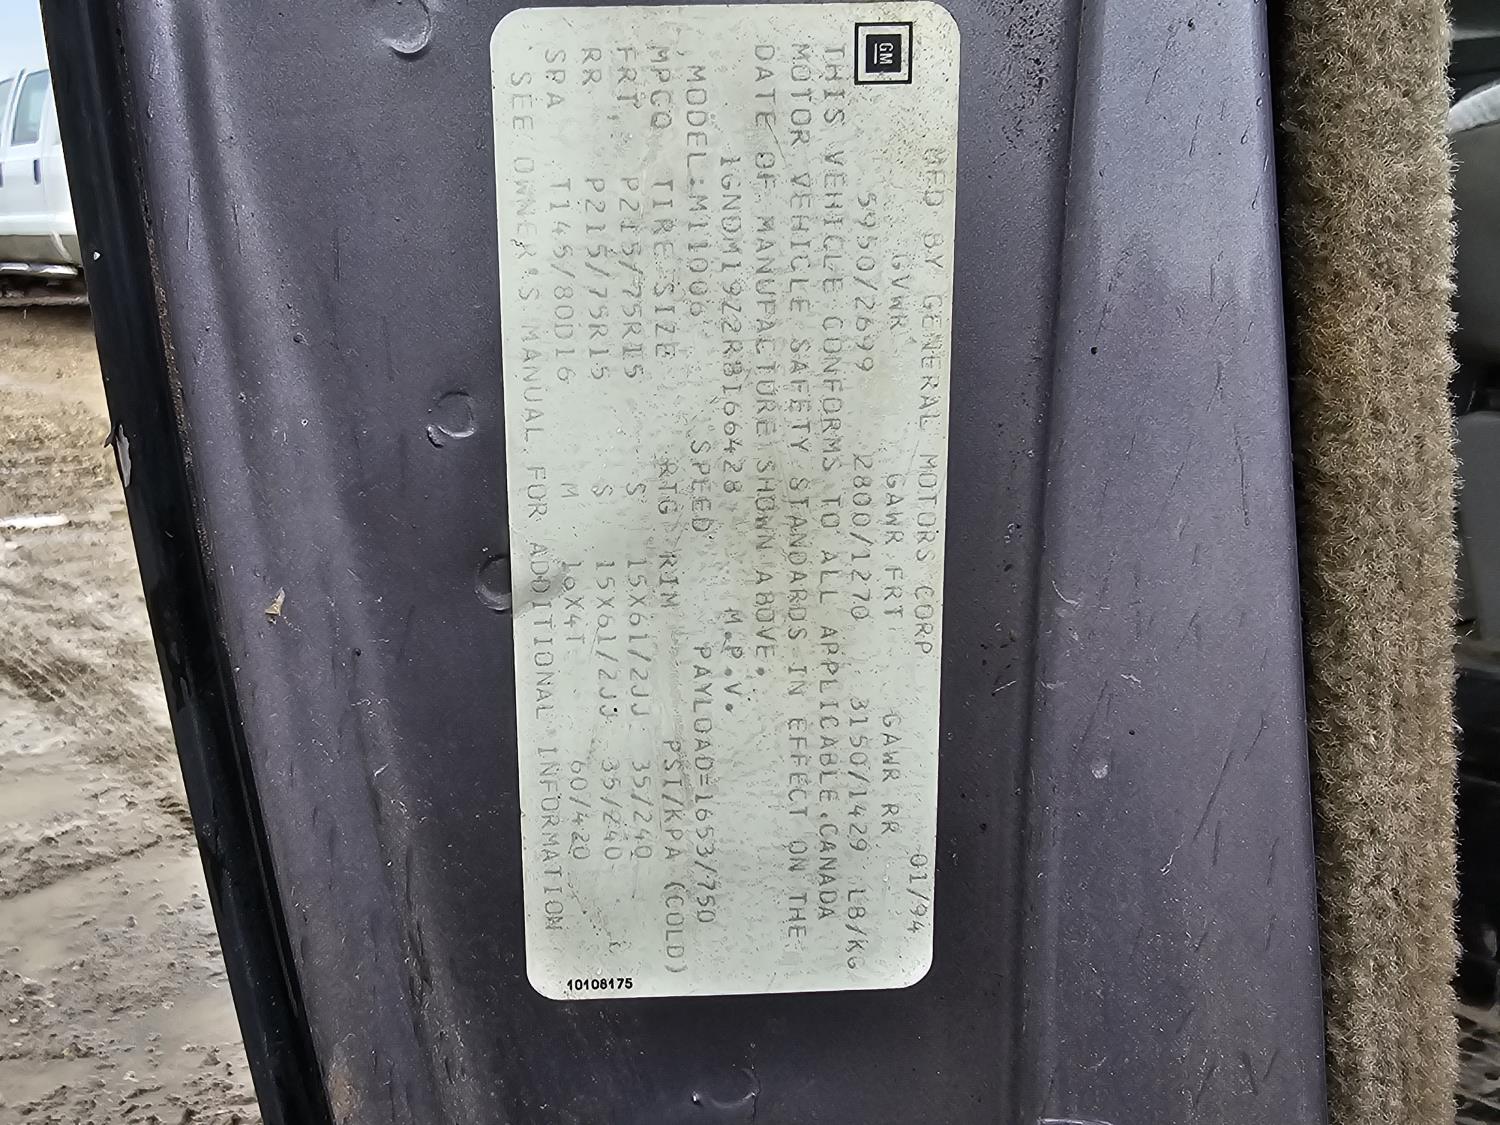 GM
MFD BY GENERAL MOTORS CORP 01/94
GVWR GAWR FRT GAWR RR
5950/2699 2800/1270 3150/1429 LB/KG
THIS VEHICLE CONFORMS TO ALL APPLICABLE.CANADA
MOTOR VEHICLE SAFETY STANDARDS IN EFFECT ON THE
DATE OF MANUFACTURE SHOWN ABOVE.
1GNDM19Z2RB166428 M.P.V.
MODEL:M11006 SPEED PAYLOAD=1653/750
MPCQ TIRE SIZE RTG RIM PSI/KPA (COLD)
FRT P215/75R15 S 15X61/2JJ 35/240
RR P215/75R15 S 15X61/2JJ 35/240
SPA T145/80D16 M 16X4T 60/420
SEE OWNER'S MANUAL FOR ADDITIONAL INFORMATION
10108175